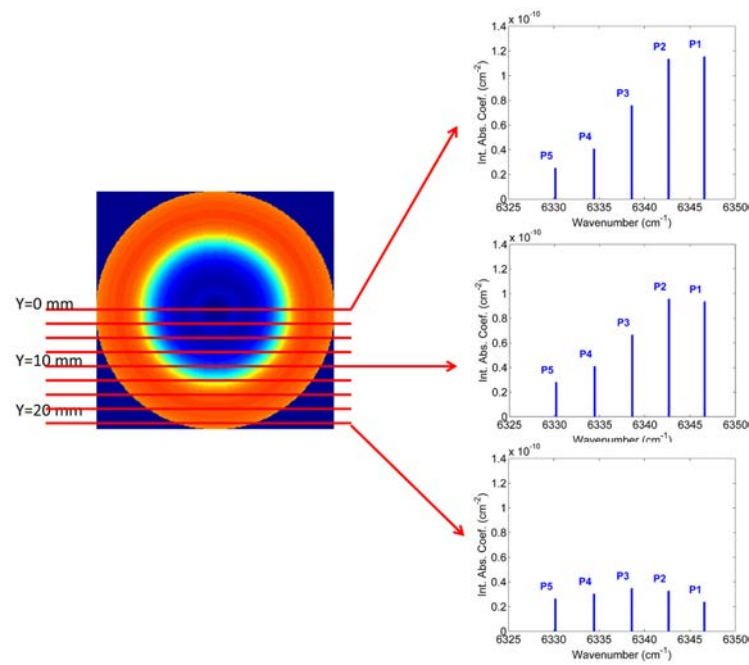 Y=0 mm
Y=10 mm
Y=20 mm
1.4 x 10⁻¹⁰
1.2
1
0.8
0.6
0.4
0.2
0
Int. Abs. Coef. (cm⁻²)
P5
P4
P3
P2
P1
6325 6330 6335 6340 6345 63500
Wavenumber (cm⁻¹)
1.4 x 10⁻¹⁰
1.2
1
0.8
0.6
0.4
0.2
0
Int. Abs. Coef. (cm⁻²)
P5
P4
P3
P2
P1
6325 6330 6335 6340 6345 63500
1.4 x 10⁻¹⁰
1.2
1
0.8
0.6
0.4
0.2
0
Int. Abs. Coef. (cm⁻²)
P5
P4
P3
P2
P1
6325 6330 6335 6340 6345 63500
Wavenumber (cm⁻¹)